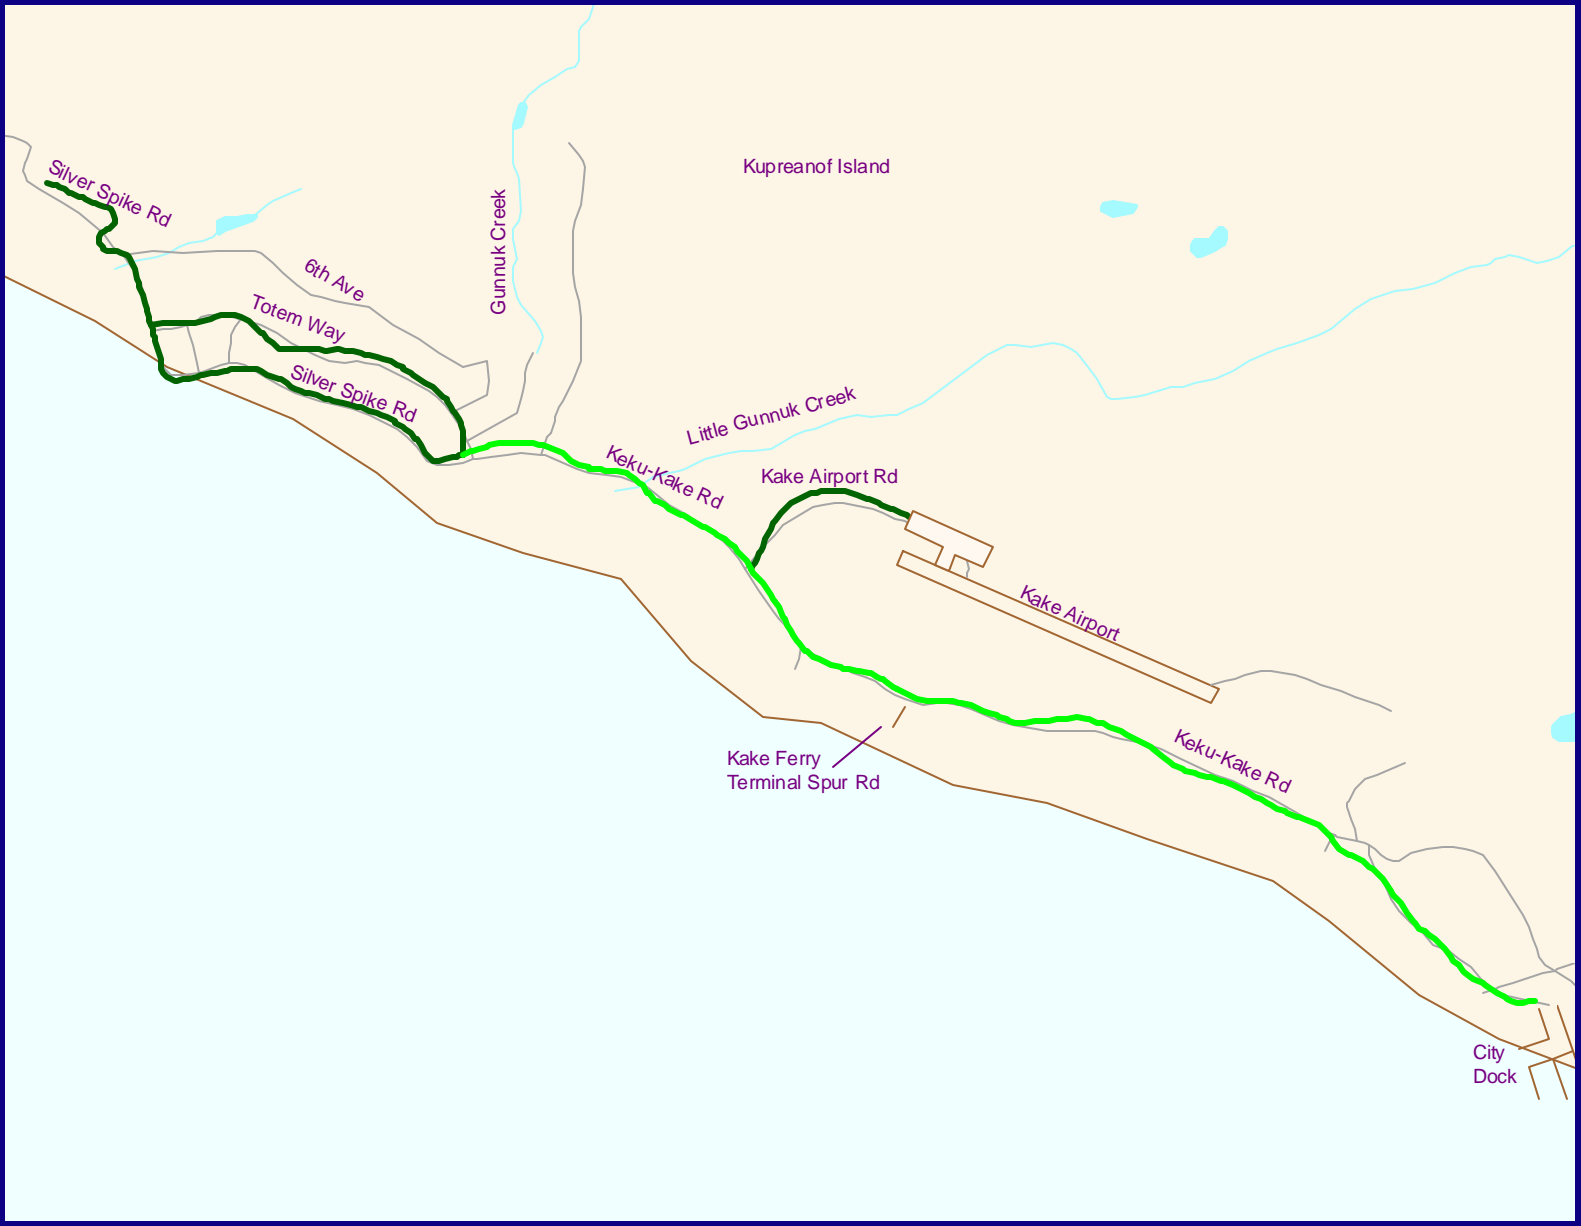 Silver Spike Rd
Kupreanof Island
Gunnuk Creek
6th Ave
Totem Way
Silver Spike Rd
Little Gunnuk Creek
Keku-Kake Rd
Kake Airport Rd
Kake Airport
Keku-Kake Rd
Kake Ferry
Terminal Spur Rd
City
Dock